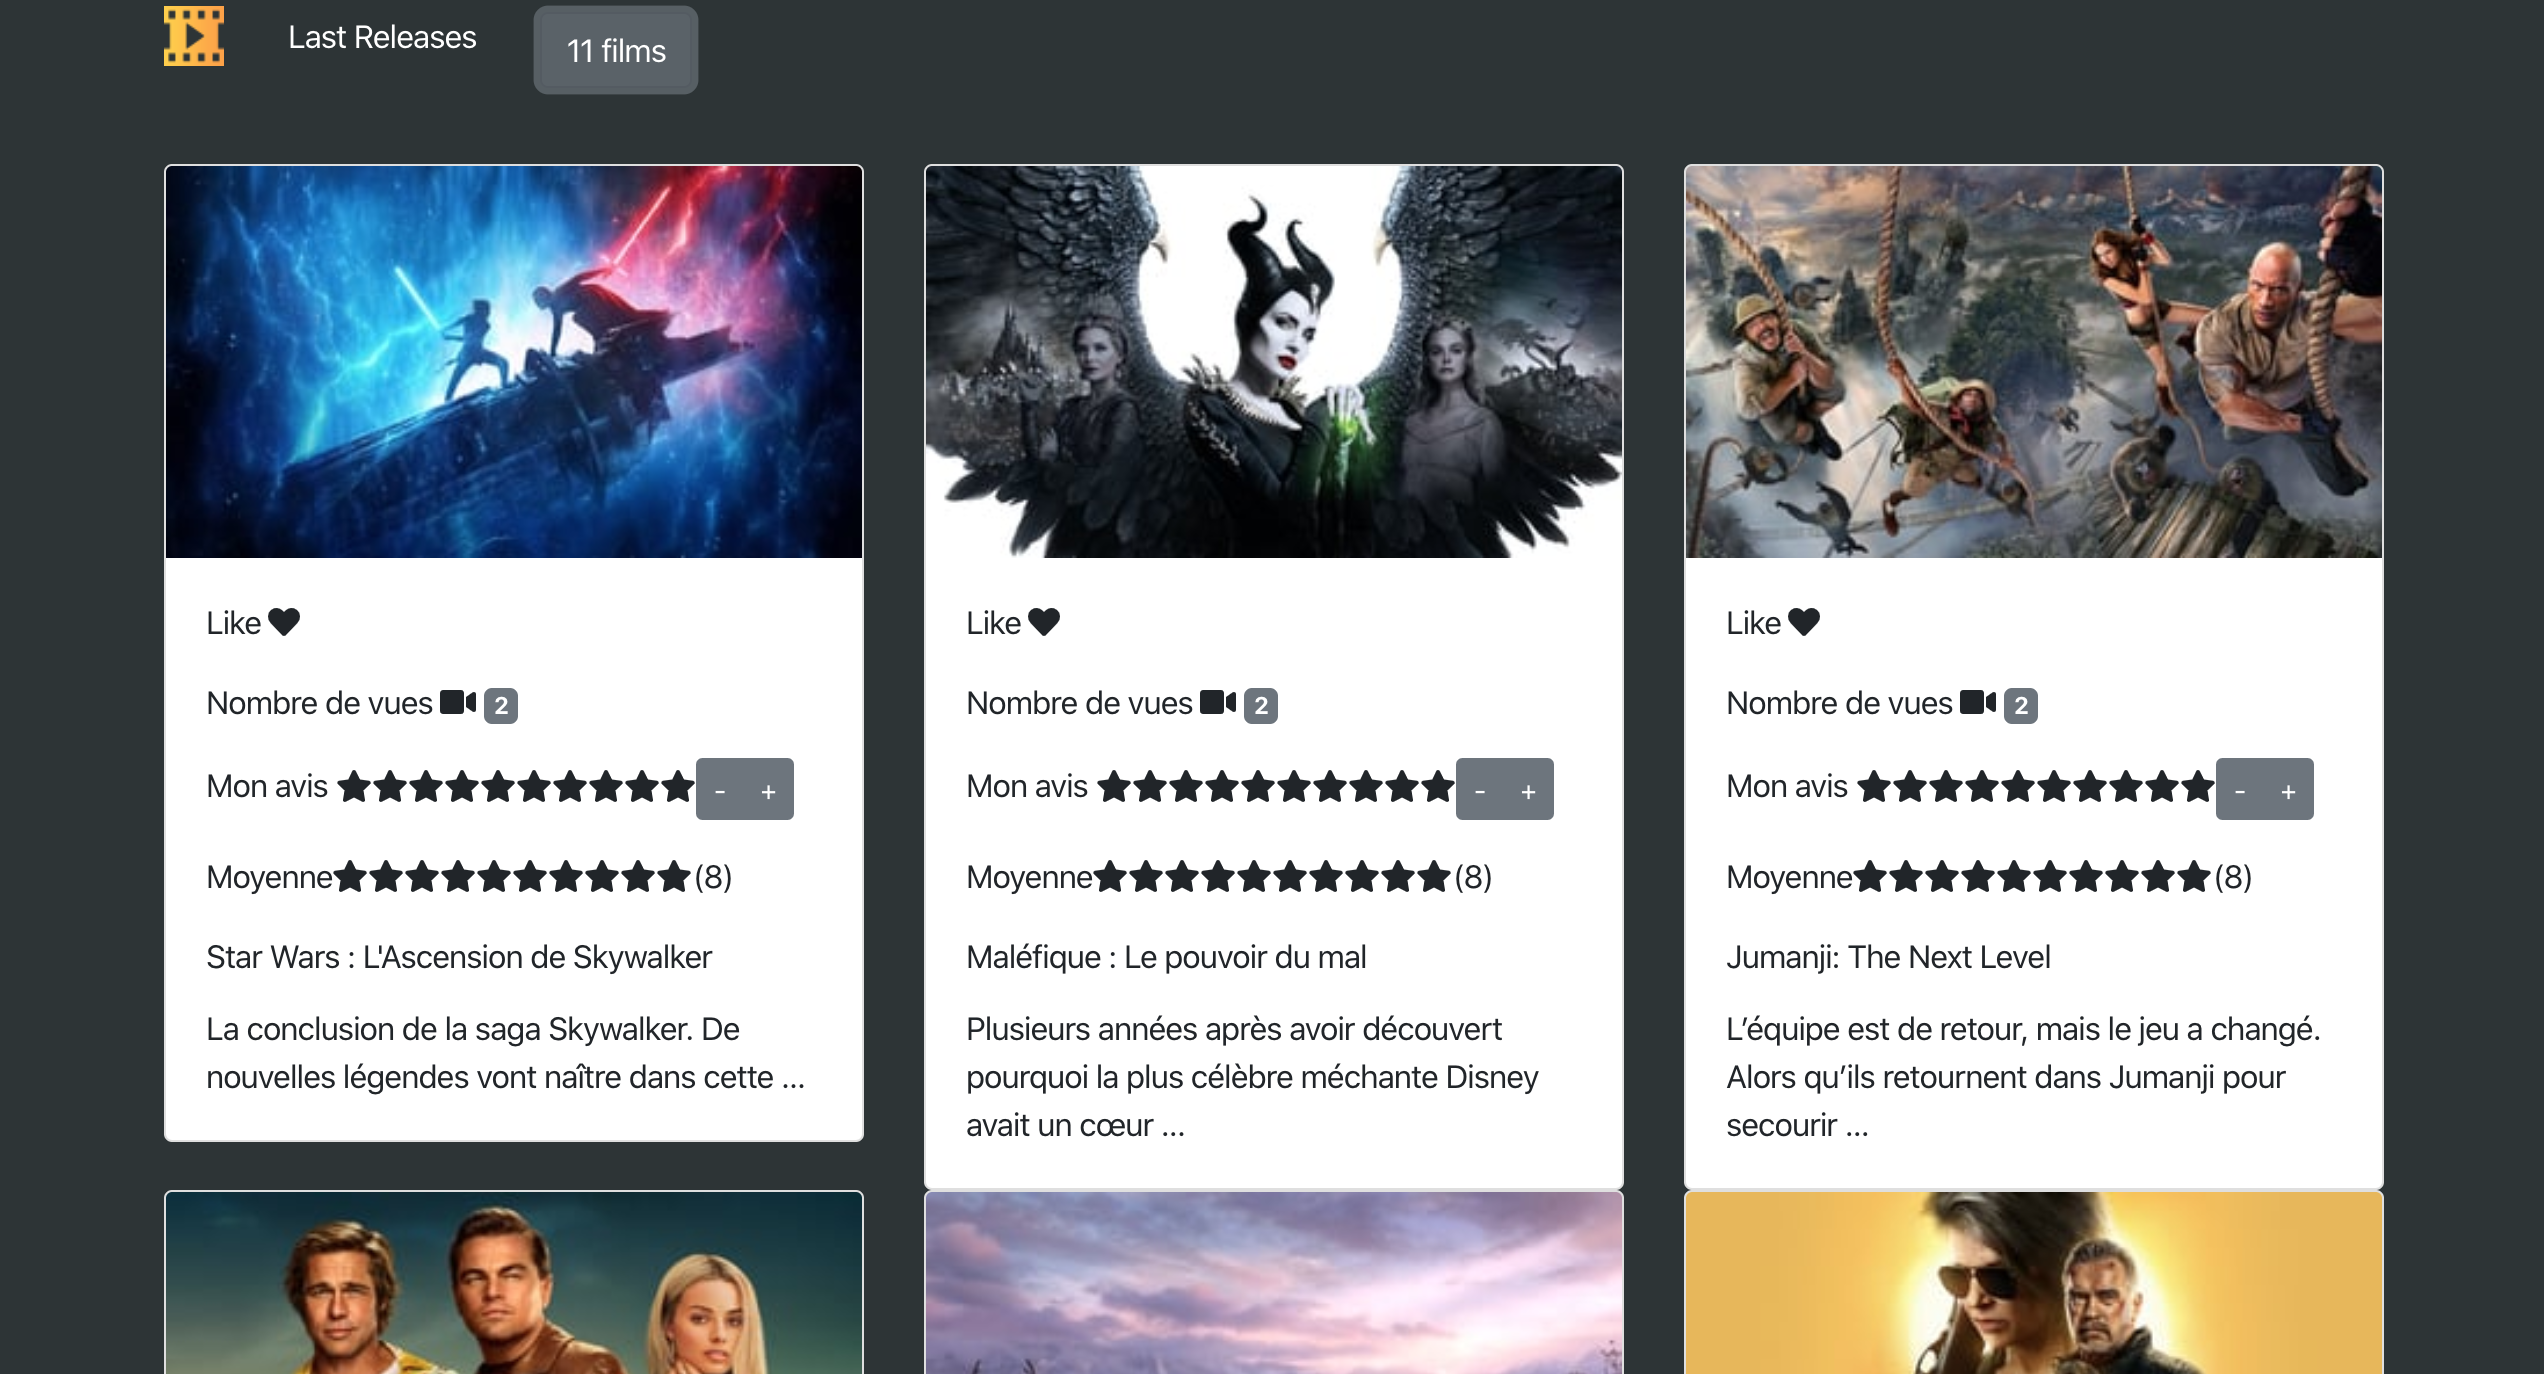 Last Releases
11 films
Like
Nombre de vues 2
Mon avis - +
Moyenne (8)
Star Wars : L'Ascension de Skywalker
La conclusion de la saga Skywalker. De
nouvelles légendes vont naître dans cette ...
Like
Nombre de vues 2
Mon avis - +
Moyenne (8)
Maléfique : Le pouvoir du mal
Plusieurs années après avoir découvert
pourquoi la plus célèbre méchante Disney
avait un cœur ...
Like
Nombre de vues 2
Mon avis - +
Moyenne (8)
Jumanji: The Next Level
L’équipe est de retour, mais le jeu a changé.
Alors qu’ils retournent dans Jumanji pour
secourir ...